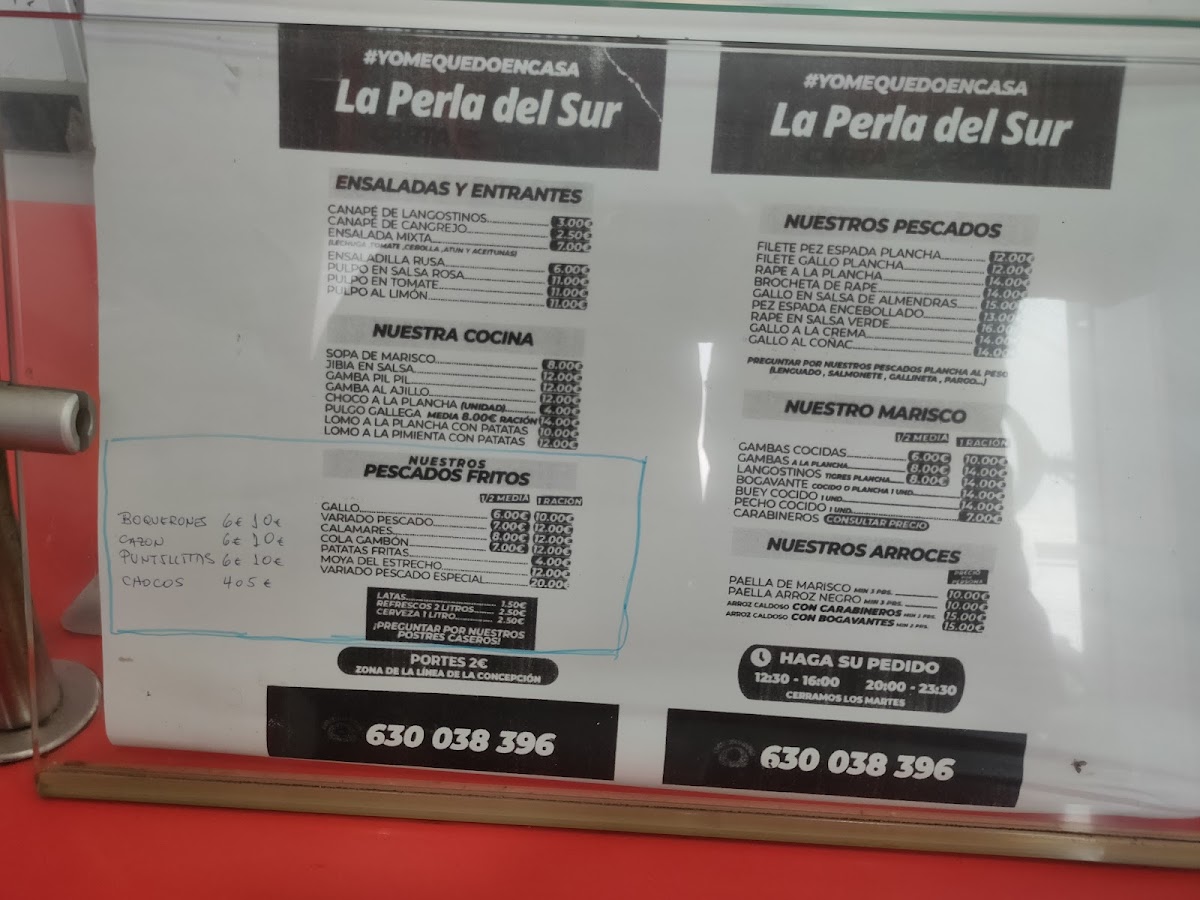 #YOMEQUEDOENCASA
La Perla del Sur
ENSALADAS Y ENTRANTES
CANAPÉ DE LANGOSTINOS 3.00€
CANAPÉ DE CANGREJO 2.50€
ENSALADA MIXTA 7.00€
(LECHUGA, TOMATE, CEBOLLA, ATUN Y ACEITUNAS)
ENSALADILLA RUSA 6.00€
PULPO EN SALSA ROSA 11.00€
PULPO EN TOMATE 11.00€
PULPO AL LIMÓN 11.00€
NUESTRA COCINA
SOPA DE MARISCO 8.00€
JIBIA EN SALSA 12.00€
GAMBA PIL PIL 12.00€
GAMBA AL AJILLO 12.00€
CHOCO A LA PLANCHA (UNIDAD) 4.00€
PULGO GALLEGA MEDIA 8.00€ RACIÓN 14.00€
LOMO A LA PLANCHA CON PATATAS 10.00€
LOMO A LA PIMIENTA CON PATATAS 12.00€
NUESTROS
PESCADOS FRITOS
1/2 MEDIA 1 RACIÓN
GALLO 6.00€ 10.00€
VARIADO PESCADO 7.00€ 12.00€
CALAMARES 8.00€ 12.00€
COLA GAMBÓN 7.00€ 12.00€
PATATAS FRITAS 4.00€
MOYA DEL ESTRECHO 12.00€
VARIADO PESCADO ESPECIAL 20.00€
BOQUERONES 6€ 10€
CAZON 6€ 10€
PUNTILLITAS 6€ 10€
CHOCOS 4 o 5 €
LATAS 1.50€
REFRESCOS 2 LITROS 2.50€
CERVEZA 1 LITRO 2.50€
¡PREGUNTAR POR NUESTROS
POSTRES CASEROS!
PORTES 2€
ZONA DE LA LÍNEA DE LA CONCEPCIÓN
630 038 396
#YOMEQUEDOENCASA
La Perla del Sur
NUESTROS PESCADOS
FILETE PEZ ESPADA PLANCHA 12.00€
FILETE GALLO PLANCHA 12.00€
RAPE A LA PLANCHA 14.00€
BROCHETA DE RAPE 14.00€
GALLO EN SALSA DE ALMENDRAS 15.00€
PEZ ESPADA ENCEBOLLADO 13.00€
RAPE EN SALSA VERDE 16.00€
GALLO A LA CREMA 14.00€
GALLO AL COÑAC 14.00€
PREGUNTAR POR NUESTROS PESCADOS PLANCHA AL PESO
(LENGUADO, SALMONETE, GALLINETA, PARGO...)
NUESTRO MARISCO
1/2 MEDIA 1 RACIÓN
GAMBAS COCIDAS 6.00€ 10.00€
GAMBAS A LA PLANCHA 8.00€ 14.00€
LANGOSTINOS TIGRES PLANCHA 8.00€ 14.00€
BOGAVANTE COCIDO O PLANCHA 1 UND 14.00€
BUEY COCIDO 1 UND 14.00€
PECHO COCIDO 1 UND 7.00€
CARABINEROS CONSULTAR PRECIO
NUESTROS ARROCES
PRECIO POR PERSONA
PAELLA DE MARISCO MIN 2 PRS. 10.00€
PAELLA ARROZ NEGRO MIN 2 PRS. 10.00€
ARROZ CALDOSO CON CARABINEROS MIN 2 PRS. 15.00€
ARROZ CALDOSO CON BOGAVANTES MIN 2 PRS. 15.00€
HAGA SU PEDIDO
12:30 - 16:00 20:00 - 23:30
CERRAMOS LOS MARTES
630 038 396